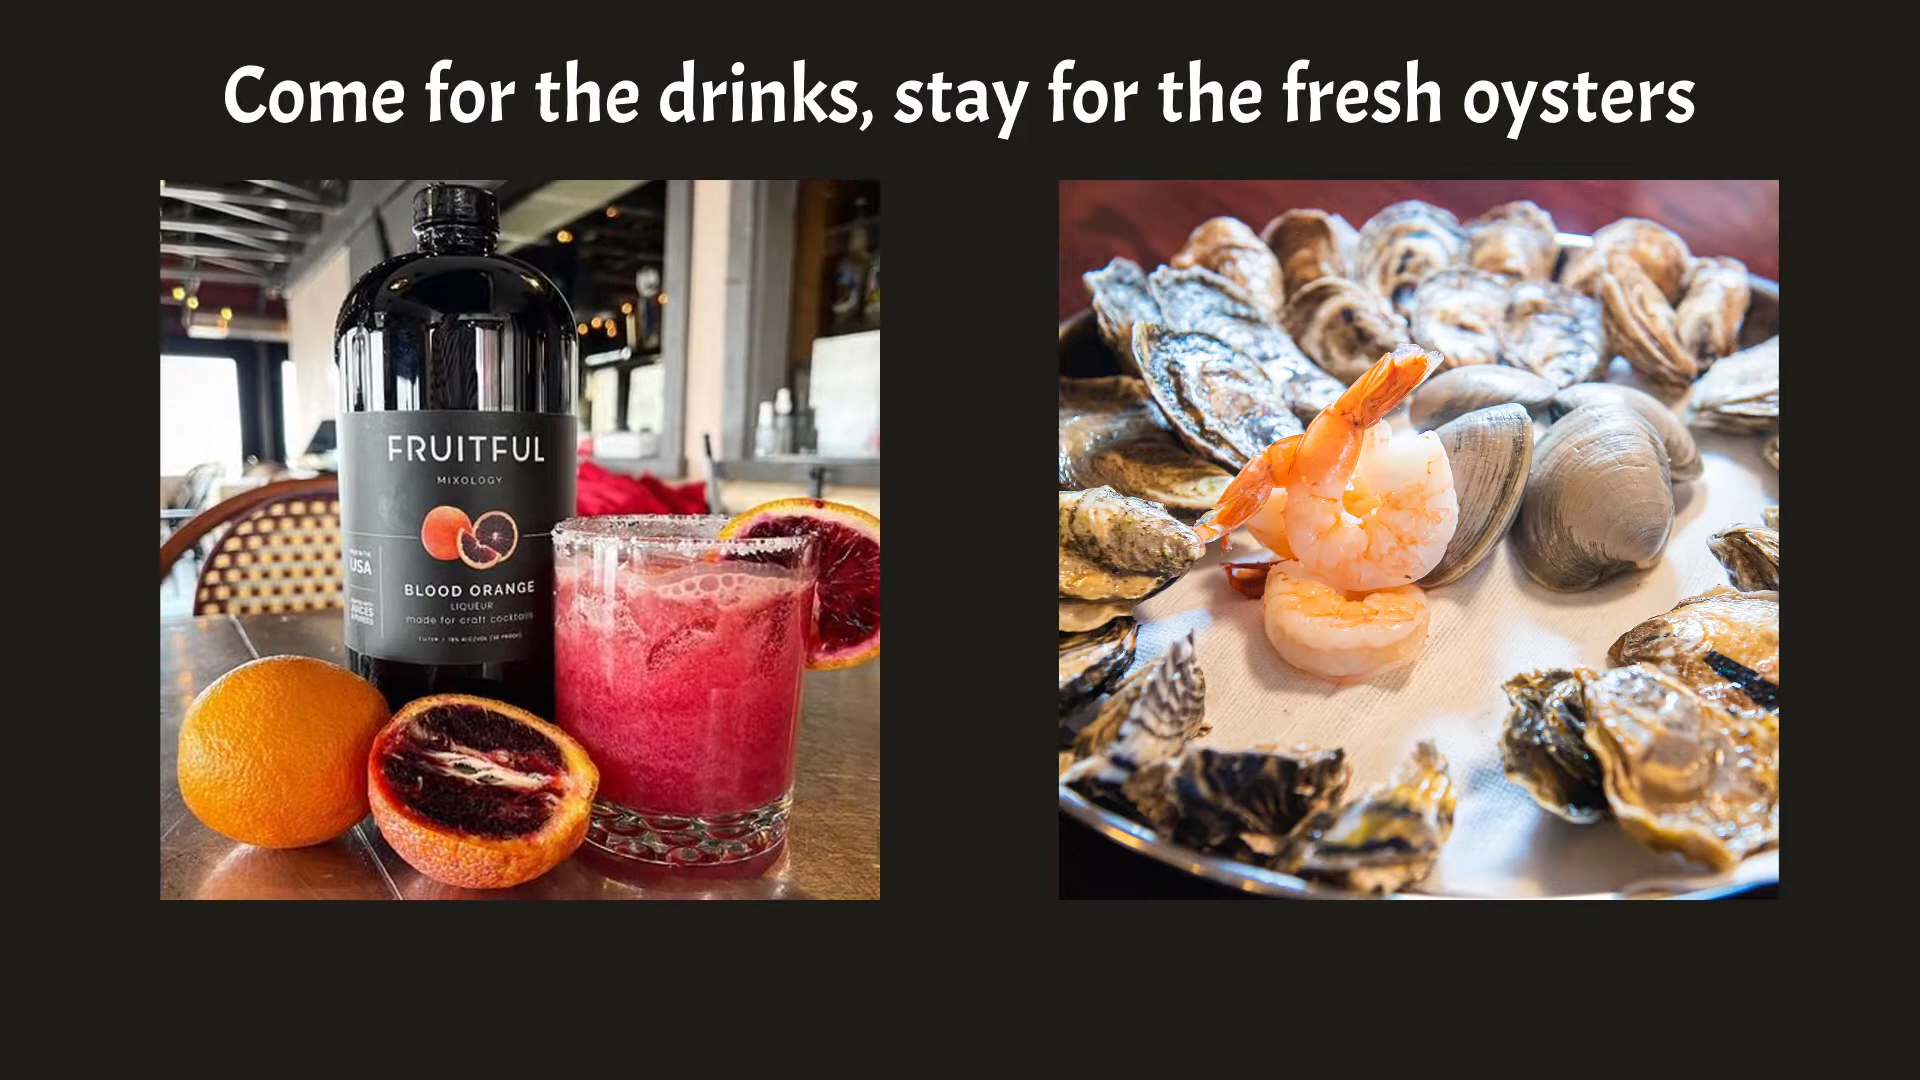 Come for the drinks, stay for the fresh oysters
FRUITFUL
MIXOLOGY
USA
BLOOD ORANGE
LIQUEUR
made for craft cocktails